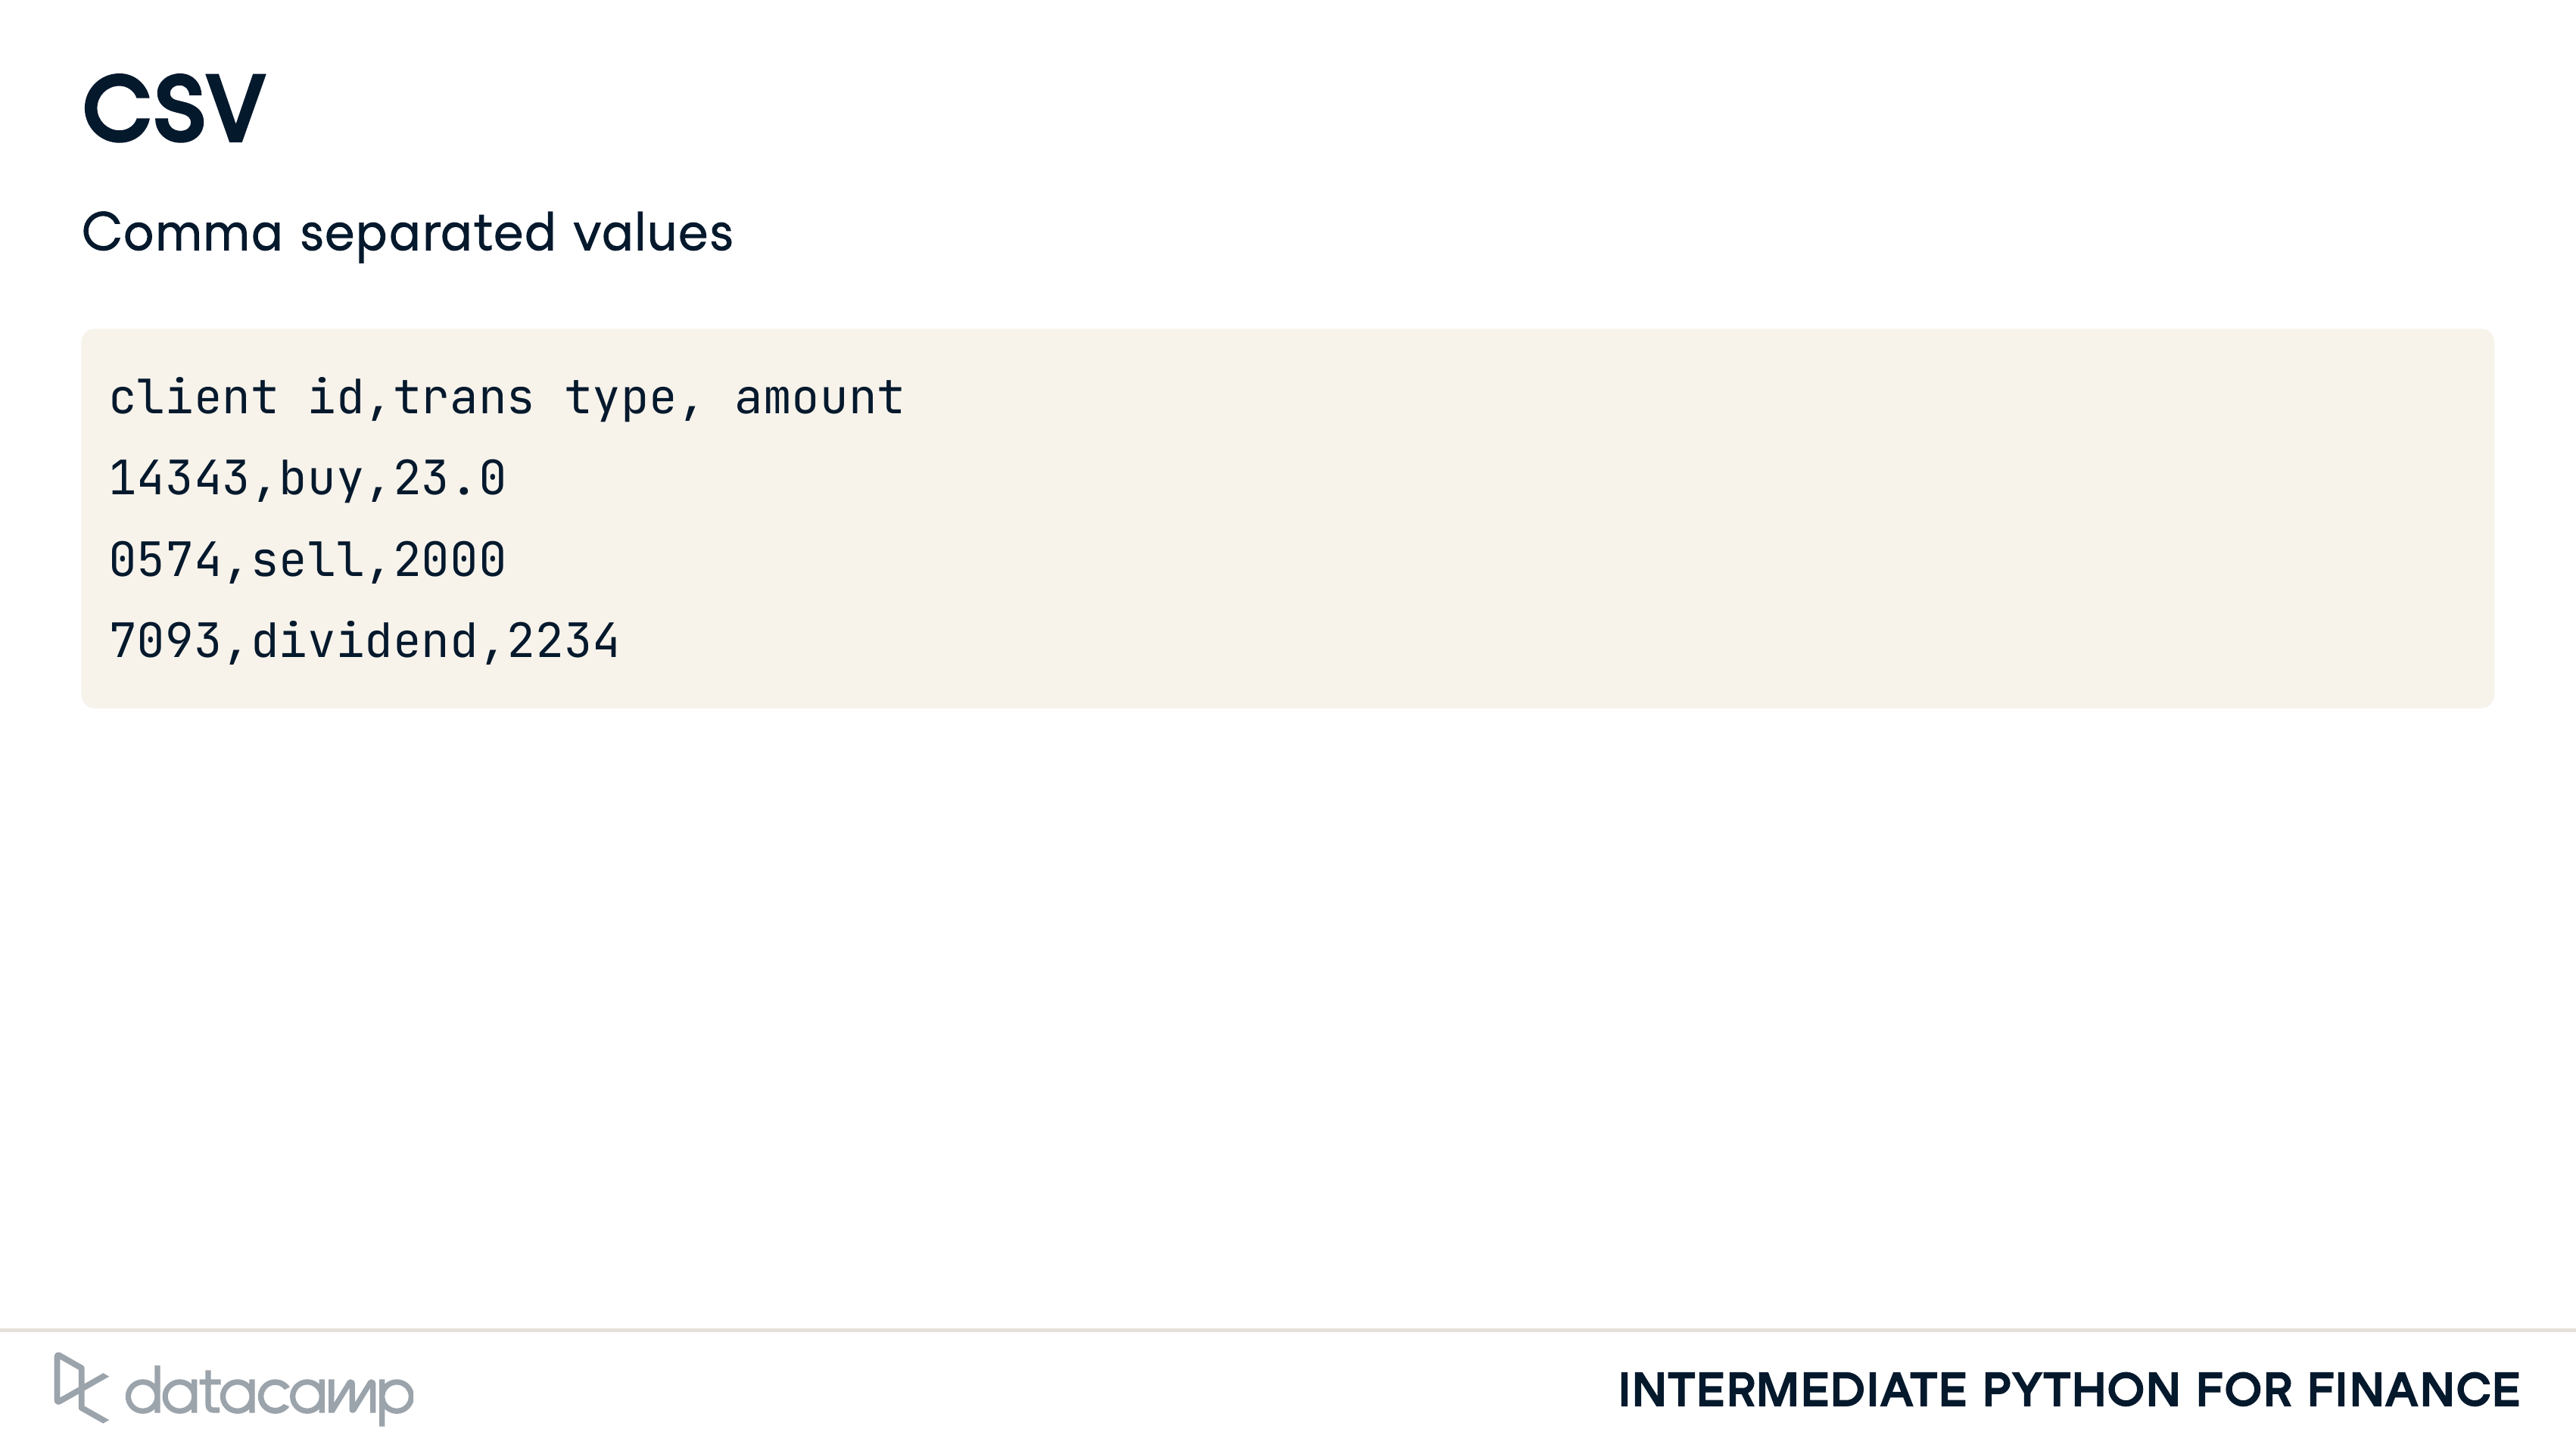 CSV
Comma separated values
client id,trans type, amount
14343,buy,23.0
0574,sell,2000
7093,dividend,2234
datacamp
INTERMEDIATE PYTHON FOR FINANCE